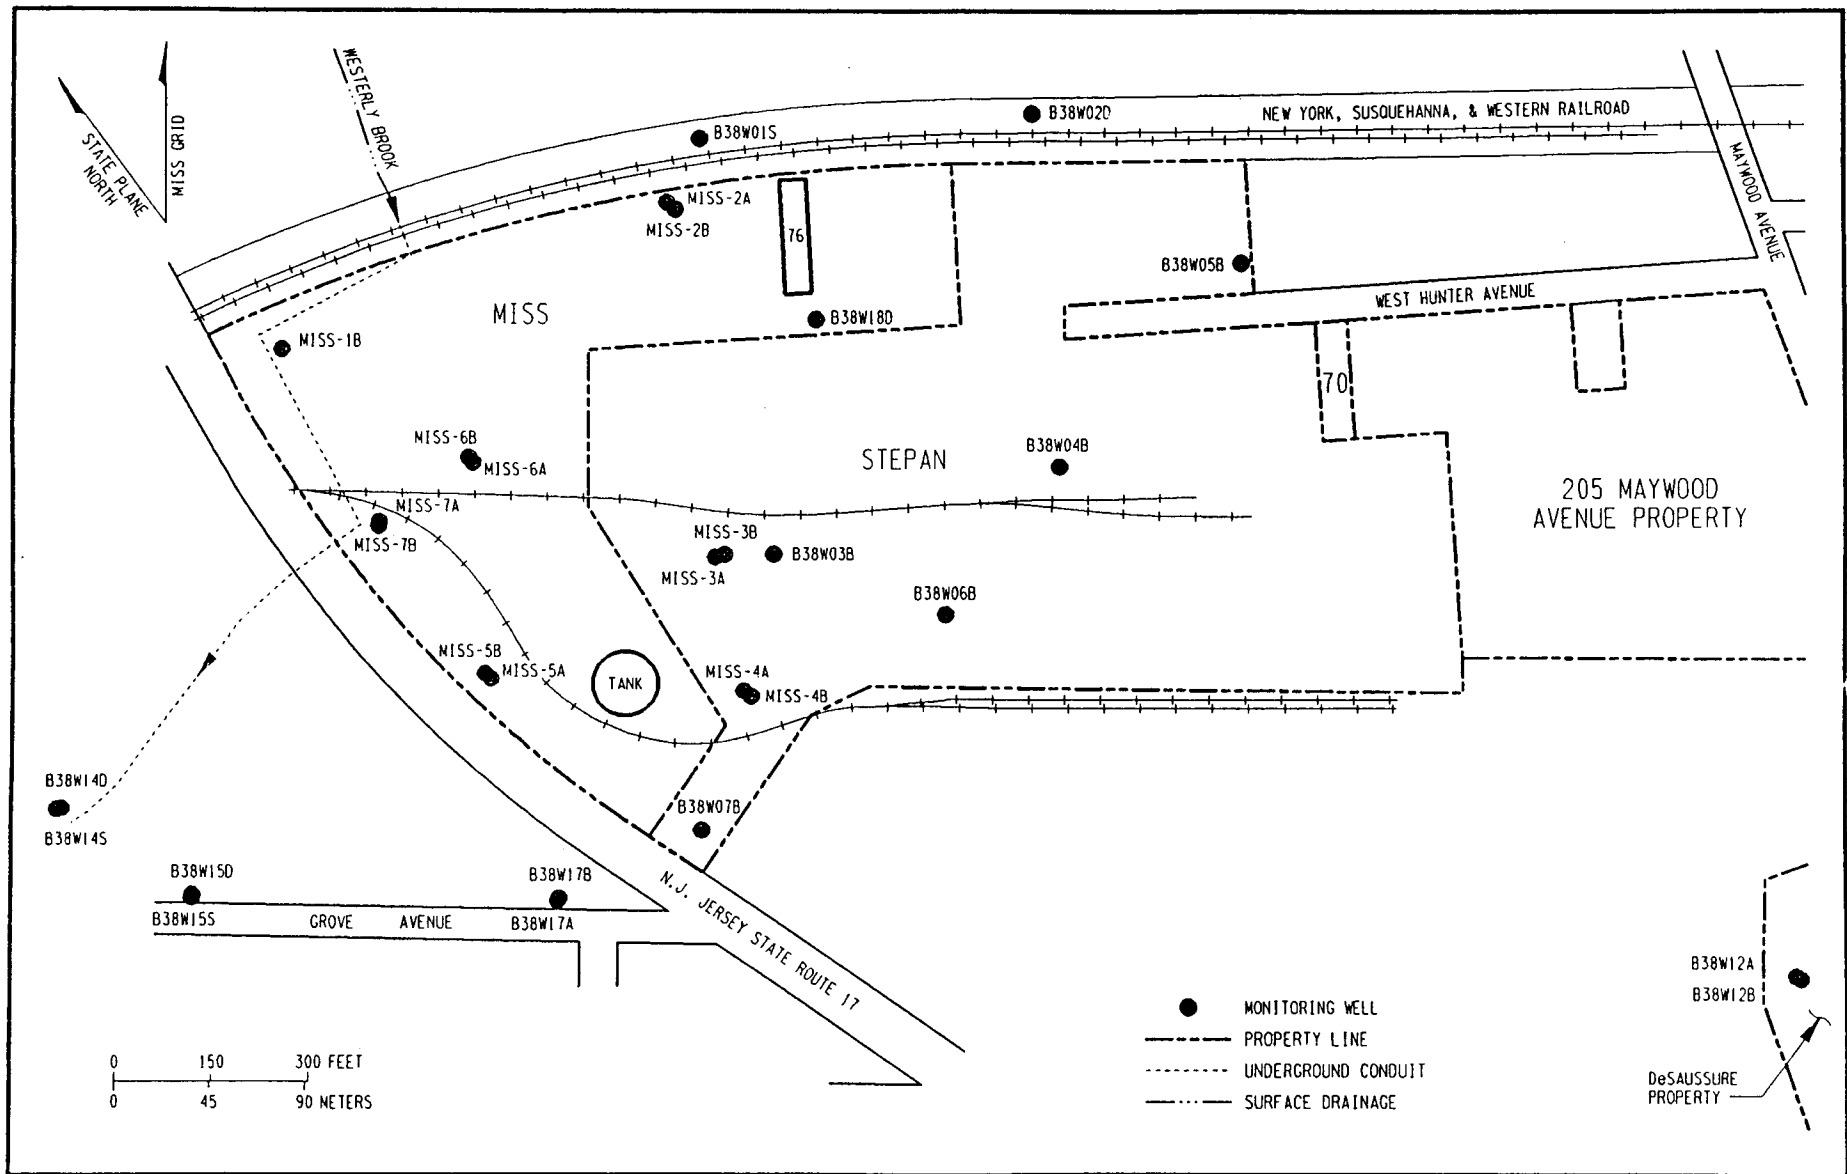 WESTERLY BROOK
MISS GRID
STATE PLANE
NORTH
B38W01S
B38W02D
NEW YORK, SUSQUEHANNA, & WESTERN RAILROAD
MAYWOOD AVENUE
MISS-2A
MISS-2B
76
B38W05B
WEST HUNTER AVENUE
MISS
B38W18D
MISS-1B
70
MISS-6B
MISS-6A
STEPAN
B38W04B
205 MAYWOOD
AVENUE PROPERTY
MISS-7A
MISS-7B
MISS-3B
B38W03B
MISS-3A
B38W06B
MISS-5B
MISS-5A
TANK
MISS-4A
MISS-4B
B38W14D
B38W14S
B38W07B
B38W15D
B38W15S
B38W17B
B38W17A
GROVE AVENUE
N.J. JERSEY STATE ROUTE 17
B38W12A
B38W12B
MONITORING WELL
PROPERTY LINE
UNDERGROUND CONDUIT
SURFACE DRAINAGE
DeSAUSSURE
PROPERTY
0 150 300 FEET
0 45 90 METERS